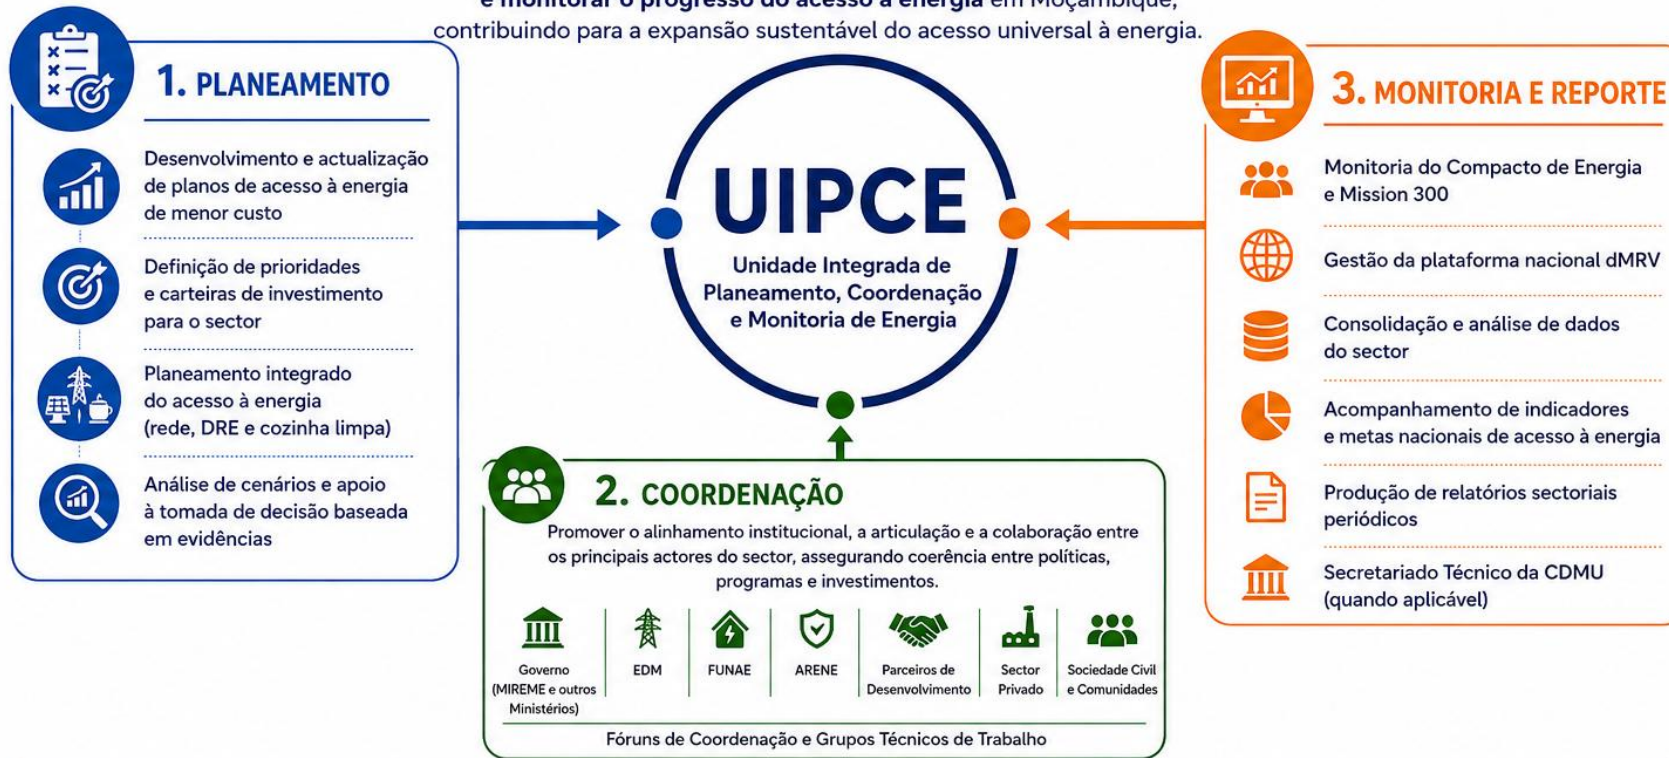 e monitorar o progresso do acesso à energia em Moçambique,
contribuindo para a expansão sustentável do acesso universal à energia.
1. PLANEAMENTO
Desenvolvimento e actualização
de planos de acesso à energia
de menor custo
Definição de prioridades
e carteiras de investimento
para o sector
Planeamento integrado
do acesso à energia
(rede, DRE e cozinha limpa)
Análise de cenários e apoio
à tomada de decisão baseada
em evidências
UIPCE
Unidade Integrada de
Planeamento, Coordenação
e Monitoria de Energia
2. COORDENAÇÃO
Promover o alinhamento institucional, a articulação e a colaboração entre
os principais actores do sector, assegurando coerência entre políticas,
programas e investimentos.
Governo
(MIREME e outros
Ministérios)
EDM
FUNAE
ARENE
Parceiros de
Desenvolvimento
Sector
Privado
Sociedade Civil
e Comunidades
Fóruns de Coordenação e Grupos Técnicos de Trabalho
3. MONITORIA E REPORTE
Monitoria do Compacto de Energia
e Mission 300
Gestão da plataforma nacional dMRV
Consolidação e análise de dados
do sector
Acompanhamento de indicadores
e metas nacionais de acesso à energia
Produção de relatórios sectoriais
periódicos
Secretariado Técnico da CDMU
(quando aplicável)